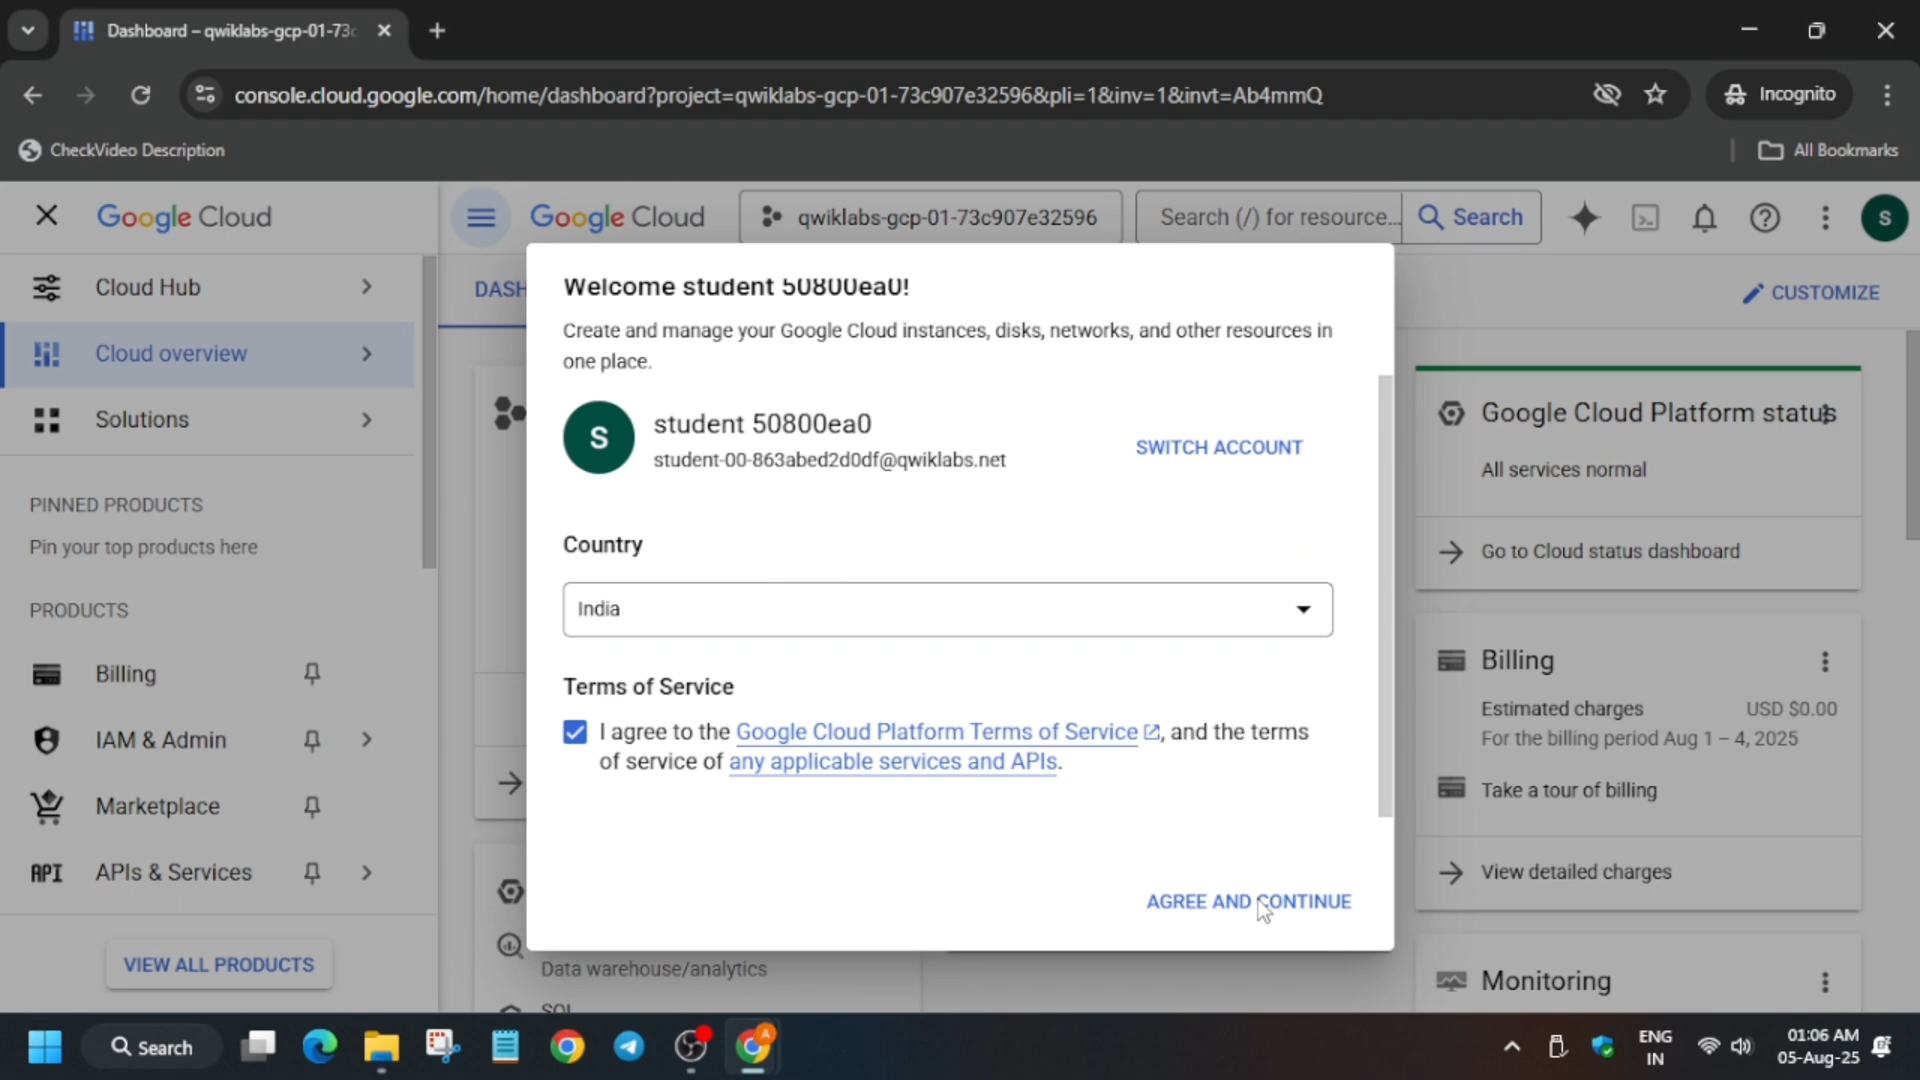 Dashboard – qwiklabs-gcp-01-73c
console.cloud.google.com/home/dashboard?project=qwiklabs-gcp-01-73c907e32596&pli=1&inv=1&invt=Ab4mmQ
Incognito
CheckVideo Description
All Bookmarks
Google Cloud
Google Cloud
qwiklabs-gcp-01-73c907e32596
Search (/) for resource...
Search
S
Cloud Hub
Cloud overview
Solutions
PINNED PRODUCTS
Pin your top products here
PRODUCTS
Billing
IAM & Admin
Marketplace
API APIs & Services
VIEW ALL PRODUCTS
DASH
CUSTOMIZE
Welcome student 50800ea0!
Create and manage your Google Cloud instances, disks, networks, and other resources in
one place.
S
student 50800ea0
student-00-863abed2d0df@qwiklabs.net
SWITCH ACCOUNT
Country
India
Terms of Service
I agree to the Google Cloud Platform Terms of Service, and the terms
of service of any applicable services and APIs.
AGREE AND CONTINUE
Data warehouse/analytics
SQL
Google Cloud Platform status
All services normal
Go to Cloud status dashboard
Billing
Estimated charges USD $0.00
For the billing period Aug 1 – 4, 2025
Take a tour of billing
View detailed charges
Monitoring
Search
A
ENG
IN
01:06 AM
05-Aug-25